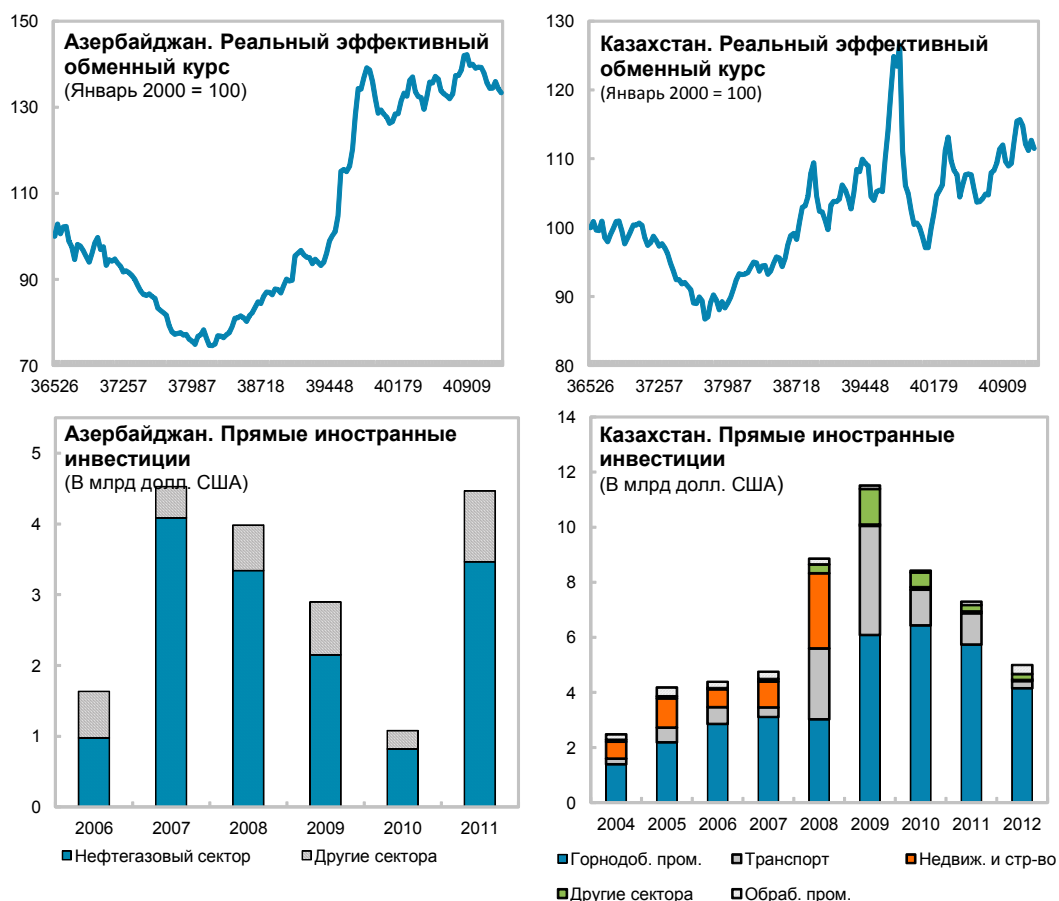 Азербайджан. Реальный эффективный
обменный курс
(Январь 2000 = 100)
150
130
110
90
70
36526 37257 37987 38718 39448 40179 40909
Казахстан. Реальный эффективный
обменный курс
(Январь 2000 = 100)
130
120
110
100
90
80
36526 37257 37987 38718 39448 40179 40909
Азербайджан. Прямые иностранные
инвестиции
(В млрд долл. США)
5
4
3
2
1
0
2006 2007 2008 2009 2010 2011
Нефтегазовый сектор Другие сектора
Казахстан. Прямые иностранные
инвестиции
(В млрд долл. США)
14
12
10
8
6
4
2
0
2004 2005 2006 2007 2008 2009 2010 2011 2012
Горнодоб. пром. Транспорт Недвиж. и стр-во
Другие сектора Обраб. пром.